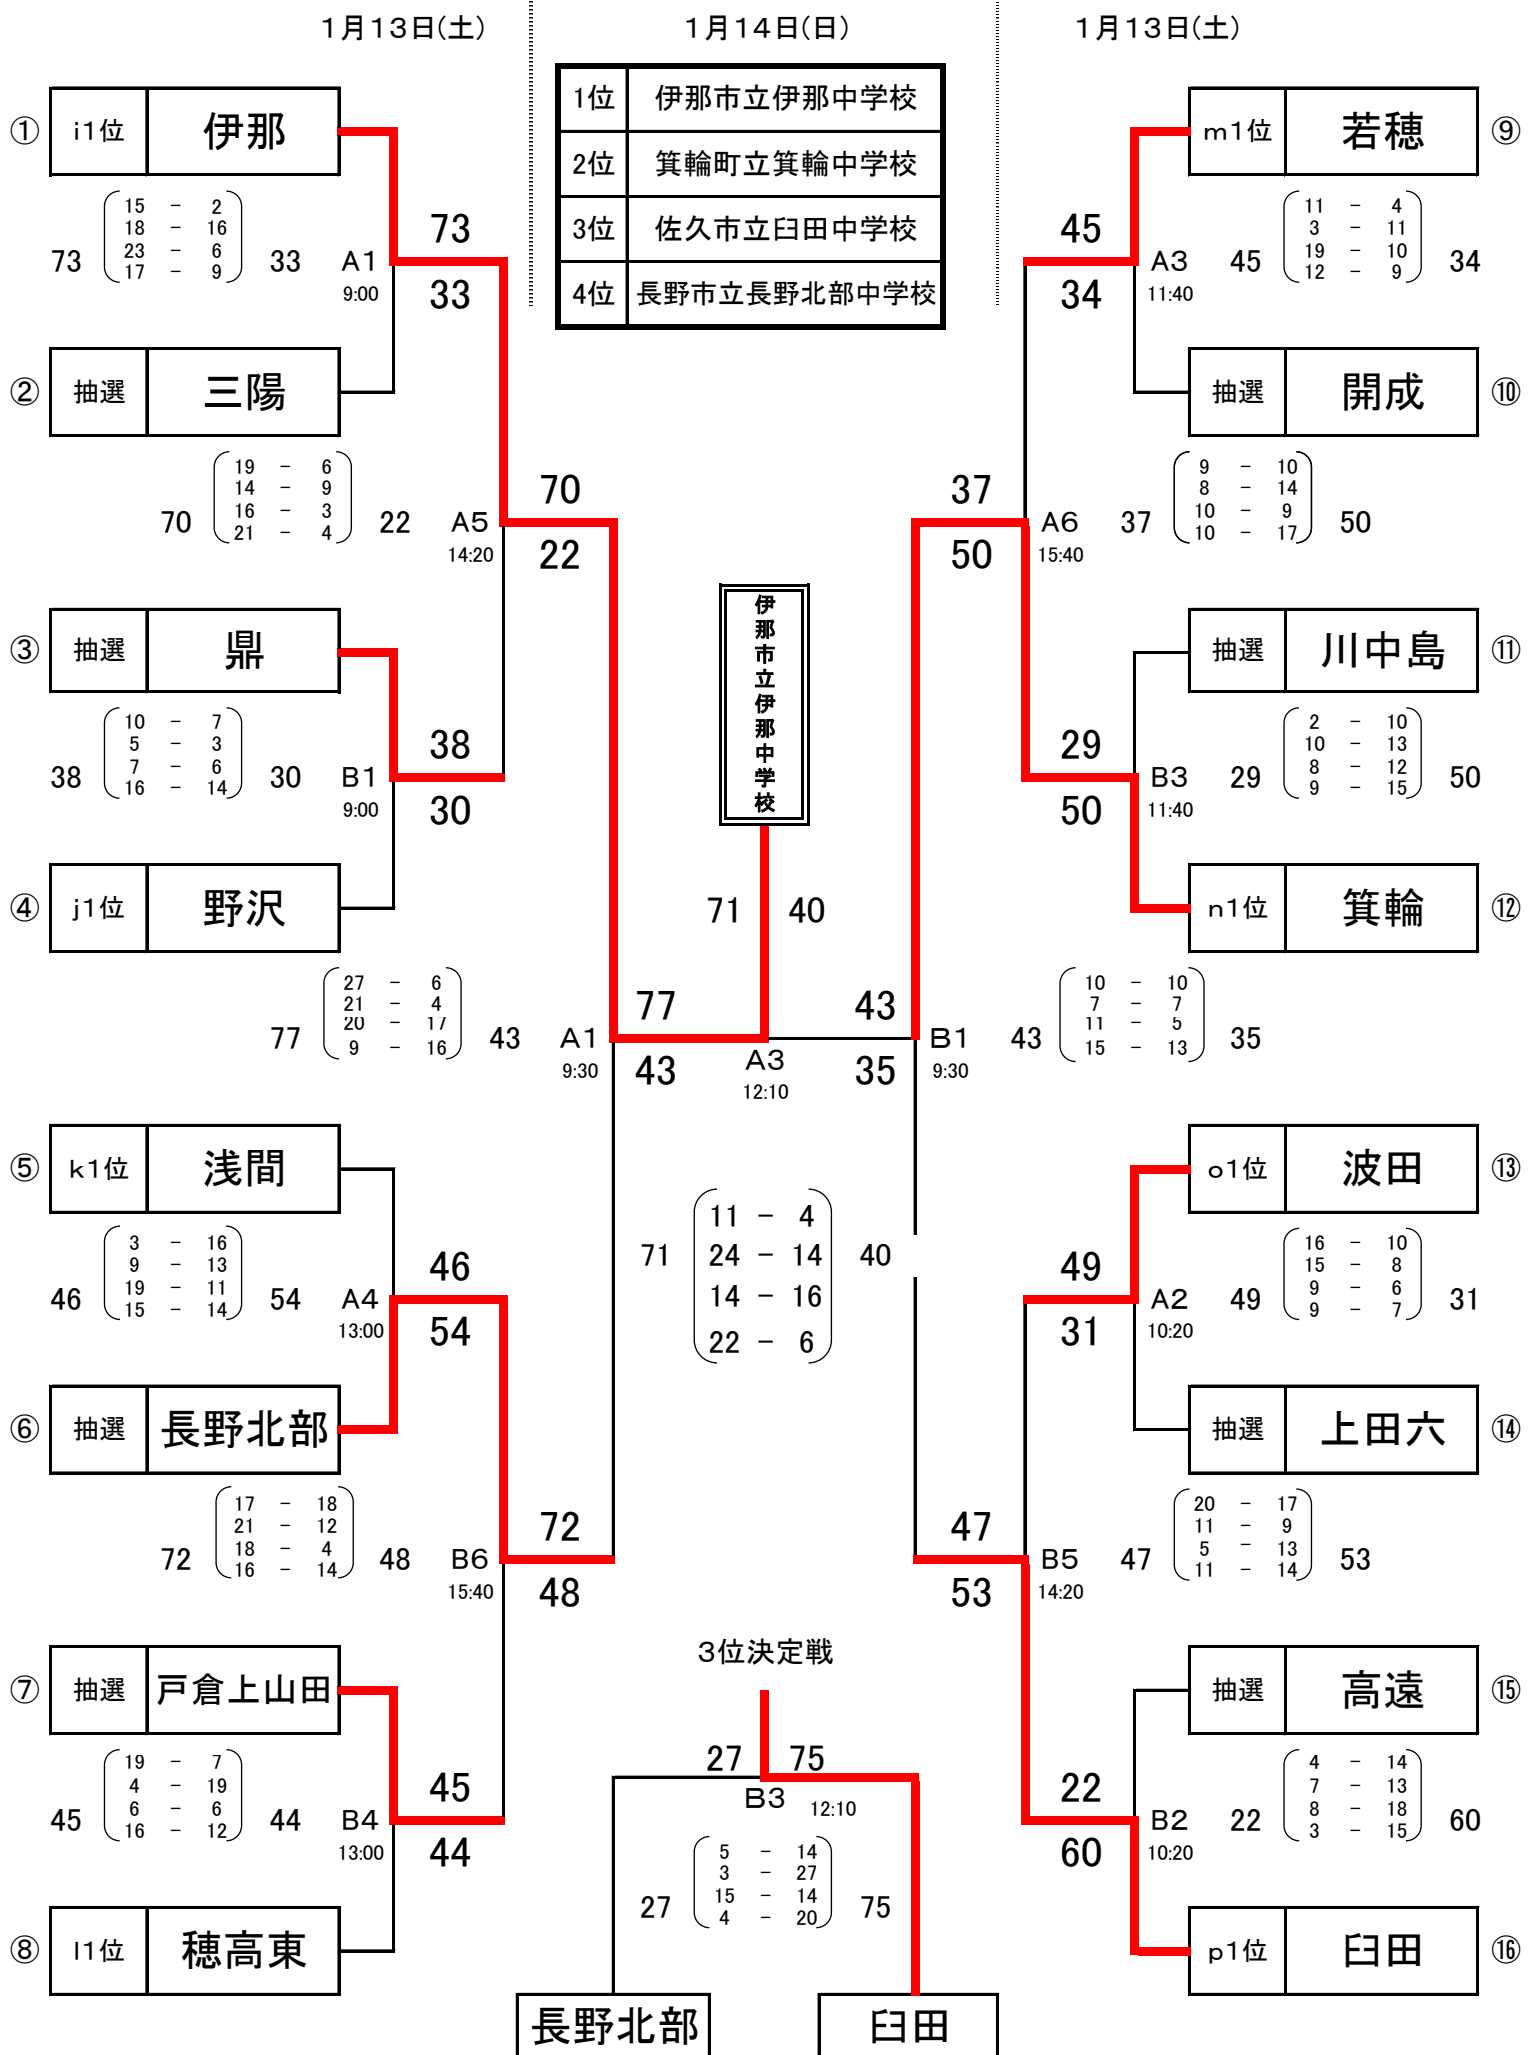 1月13日(土)
1月14日(日)
1月13日(土)
1位 伊那市立伊那中学校
2位 箕輪町立箕輪中学校
3位 佐久市立臼田中学校
4位 長野市立長野北部中学校
① i1位 伊那
73 33
15 － 2
18 － 16
23 － 6
17 － 9
A1
9:00
73
33
② 抽選 三陽
70 22
19 － 6
14 － 9
16 － 3
21 － 4
A5
14:20
70
22
③ 抽選 鼎
38 30
10 － 7
5 － 3
7 － 6
16 － 14
B1
9:00
38
30
④ j1位 野沢
77 43
27 － 6
21 － 4
20 － 17
9 － 16
A1
9:30
77
43
⑤ k1位 浅間
46 54
3 － 16
9 － 13
19 － 11
15 － 14
A4
13:00
46
54
⑥ 抽選 長野北部
72 48
17 － 18
21 － 12
18 － 4
16 － 14
B6
15:40
72
48
⑦ 抽選 戸倉上山田
45 44
19 － 7
4 － 19
6 － 6
16 － 12
B4
13:00
45
44
⑧ l1位 穂高東
伊那市立伊那中学校
71 40
A3
12:10
71 40
11 － 4
24 － 14
14 － 16
22 － 6
3位決定戦
27 75
B3 12:10
27 75
5 － 14
3 － 27
15 － 14
4 － 20
長野北部
臼田
m1位 若穂 ⑨
45
34
A3
11:40
45 34
11 － 4
3 － 11
19 － 10
12 － 9
抽選 開成 ⑩
37
50
A6
15:40
37 50
9 － 10
8 － 14
10 － 9
10 － 17
抽選 川中島 ⑪
29
50
B3
11:40
29 50
2 － 10
10 － 13
8 － 12
9 － 15
n1位 箕輪 ⑫
43
35
B1
9:30
43 35
10 － 10
7 － 7
11 － 5
15 － 13
o1位 波田 ⑬
49
31
A2
10:20
49 31
16 － 10
15 － 8
9 － 6
9 － 7
抽選 上田六 ⑭
47
53
B5
14:20
47 53
20 － 17
11 － 9
5 － 13
11 － 14
抽選 高遠 ⑮
22
60
B2
10:20
22 60
4 － 14
7 － 13
8 － 18
3 － 15
p1位 臼田 ⑯